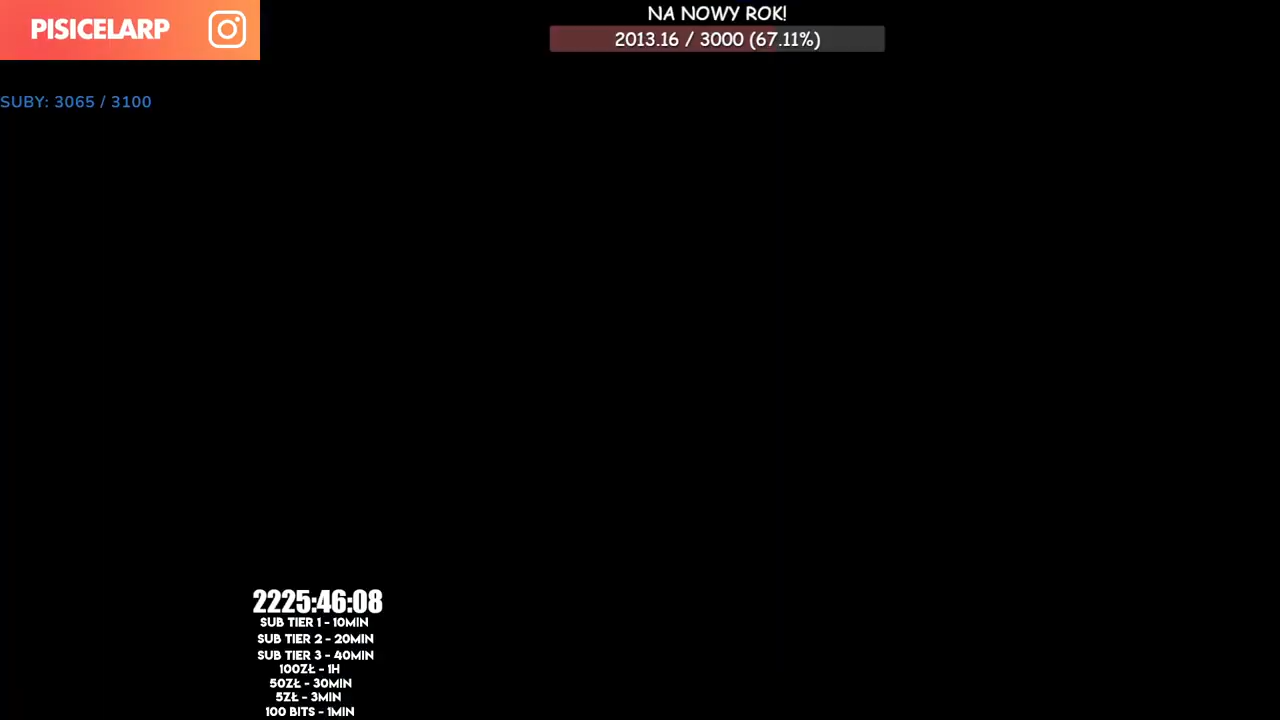 PISICELARP
NA NOWY ROK!
2013.16 / 3000 (67.11%)
SUBY: 3065 / 3100
2225:46:08
SUB TIER 1 - 10MIN
SUB TIER 2 - 20MIN
SUB TIER 3 - 40MIN
100ZŁ - 1H
50ZŁ - 30MIN
5ZŁ - 3MIN
100 BITS - 1MIN